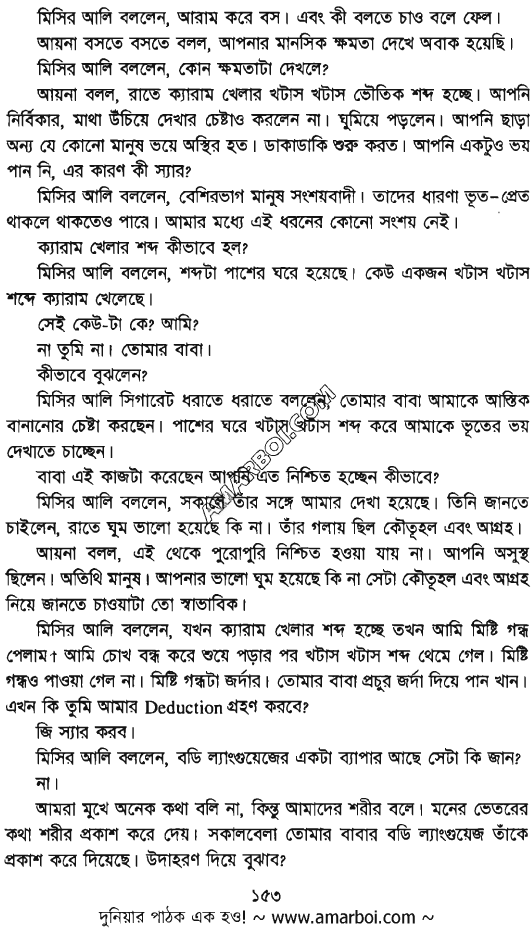 মিসির আলি বললেন, আরাম করে বস। এবং কী বলতে চাও বলে ফেল।
আয়না বসতে বসতে বলল, আপনার মানসিক ক্ষমতা দেখে অবাক হয়েছি।
মিসির আলি বললেন, কোন ক্ষমতাটা দেখলে?
আয়না বলল, রাতে ক্যারাম খেলার খটাস খটাস ভৌতিক শব্দ হচ্ছে। আপনি
নির্বিকার, মাথা উঁচিয়ে দেখার চেষ্টাও করলেন না। ঘুমিয়ে পড়লেন। আপনি ছাড়া
অন্য যে কোনো মানুষ ভয়ে অস্থির হত। ডাকাডাকি শুরু করত। আপনি একটুও ভয়
পান নি, এর কারণ কী স্যার?
মিসির আলি বললেন, বেশিরভাগ মানুষ সংশয়বাদী। তাদের ধারণা ভূত-প্রেত
থাকলে থাকতেও পারে। আমার মধ্যে এই ধরনের কোনো সংশয় নেই।
ক্যারাম খেলার শব্দ কীভাবে হল?
মিসির আলি বললেন, শব্দটা পাশের ঘরে হয়েছে। কেউ একজন খটাস খটাস
শব্দে ক্যারাম খেলেছে।
সেই কেউ-টা কে? আমি?
না তুমি না। তোমার বাবা।
কীভাবে বুঝলেন?
মিসির আলি সিগারেট ধরাতে ধরাতে বললেন, তোমার বাবা আমাকে আস্তিক
বানানোর চেষ্টা করছেন। পাশের ঘরে খটাস খটাস শব্দ করে আমাকে ভূতের ভয়
দেখাতে চাচ্ছেন।
বাবা এই কাজটা করেছেন আপনি এত নিশ্চিত হচ্ছেন কীভাবে?
মিসির আলি বললেন, সকালে তাঁর সঙ্গে আমার দেখা হয়েছে। তিনি জানতে
চাইলেন, রাতে ঘুম ভালো হয়েছে কি না। তাঁর গলায় ছিল কৌতূহল এবং আগ্রহ।
আয়না বলল, এই থেকে পুরোপুরি নিশ্চিত হওয়া যায় না। আপনি অসুস্থ
ছিলেন। অতিথি মানুষ। আপনার ভালো ঘুম হয়েছে কি না সেটা কৌতূহল এবং আগ্রহ
নিয়ে জানতে চাওয়াটা তো স্বাভাবিক।
মিসির আলি বললেন, যখন ক্যারাম খেলার শব্দ হচ্ছে তখন আমি মিষ্টি গন্ধ
পেলাম। আমি চোখ বন্ধ করে শুয়ে পড়ার পর খটাস খটাস শব্দ থেমে গেল। মিষ্টি
গন্ধও পাওয়া গেল না। মিষ্টি গন্ধটা জর্দার। তোমার বাবা প্রচুর জর্দা দিয়ে পান খান।
এখন কি তুমি আমার Deduction গ্রহণ করবে?
জি স্যার করব।
মিসির আলি বললেন, বডি ল্যাংগুয়েজের একটা ব্যাপার আছে সেটা কি জান?
না।
আমরা মুখে অনেক কথা বলি না, কিন্তু আমাদের শরীর বলে। মনের ভেতরের
কথা শরীর প্রকাশ করে দেয়। সকালবেলা তোমার বাবার বডি ল্যাংগুয়েজ তাঁকে
প্রকাশ করে দিয়েছে। উদাহরণ দিয়ে বুঝাব?
১৫৩
দুনিয়ার পাঠক এক হও! ~ www.amarboi.com ~
AMARBOI.COM